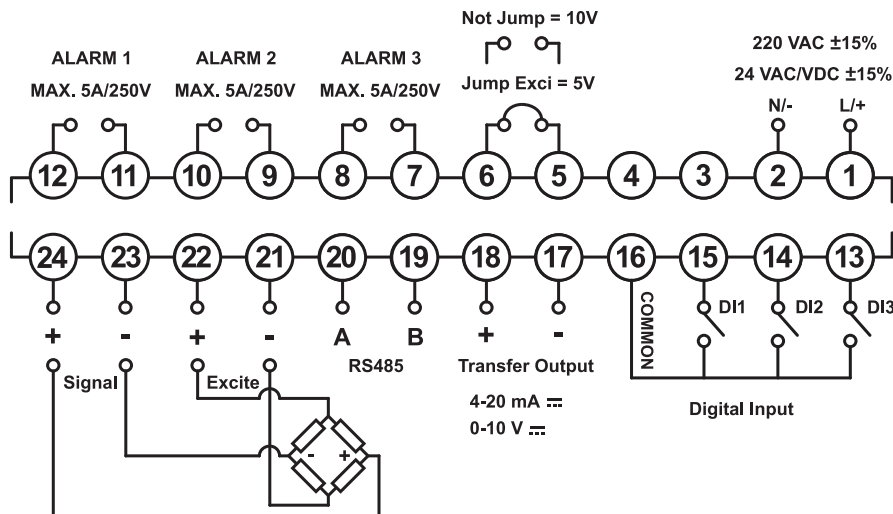 Not Jump = 10V
ALARM 1 ALARM 2 ALARM 3 220 VAC ±15%
MAX. 5A/250V MAX. 5A/250V MAX. 5A/250V Jump Exci = 5V 24 VAC/VDC ±15%
N/- L/+
12 11 10 9 8 7 6 5 4 3 2 1
24 23 22 21 20 19 18 17 16 15 14 13
COMMON DI1 DI2 DI3
+ - + - A B + -
Signal Excite RS485 Transfer Output
4-20 mA ⎓
0-10 V ⎓
Digital Input
- +